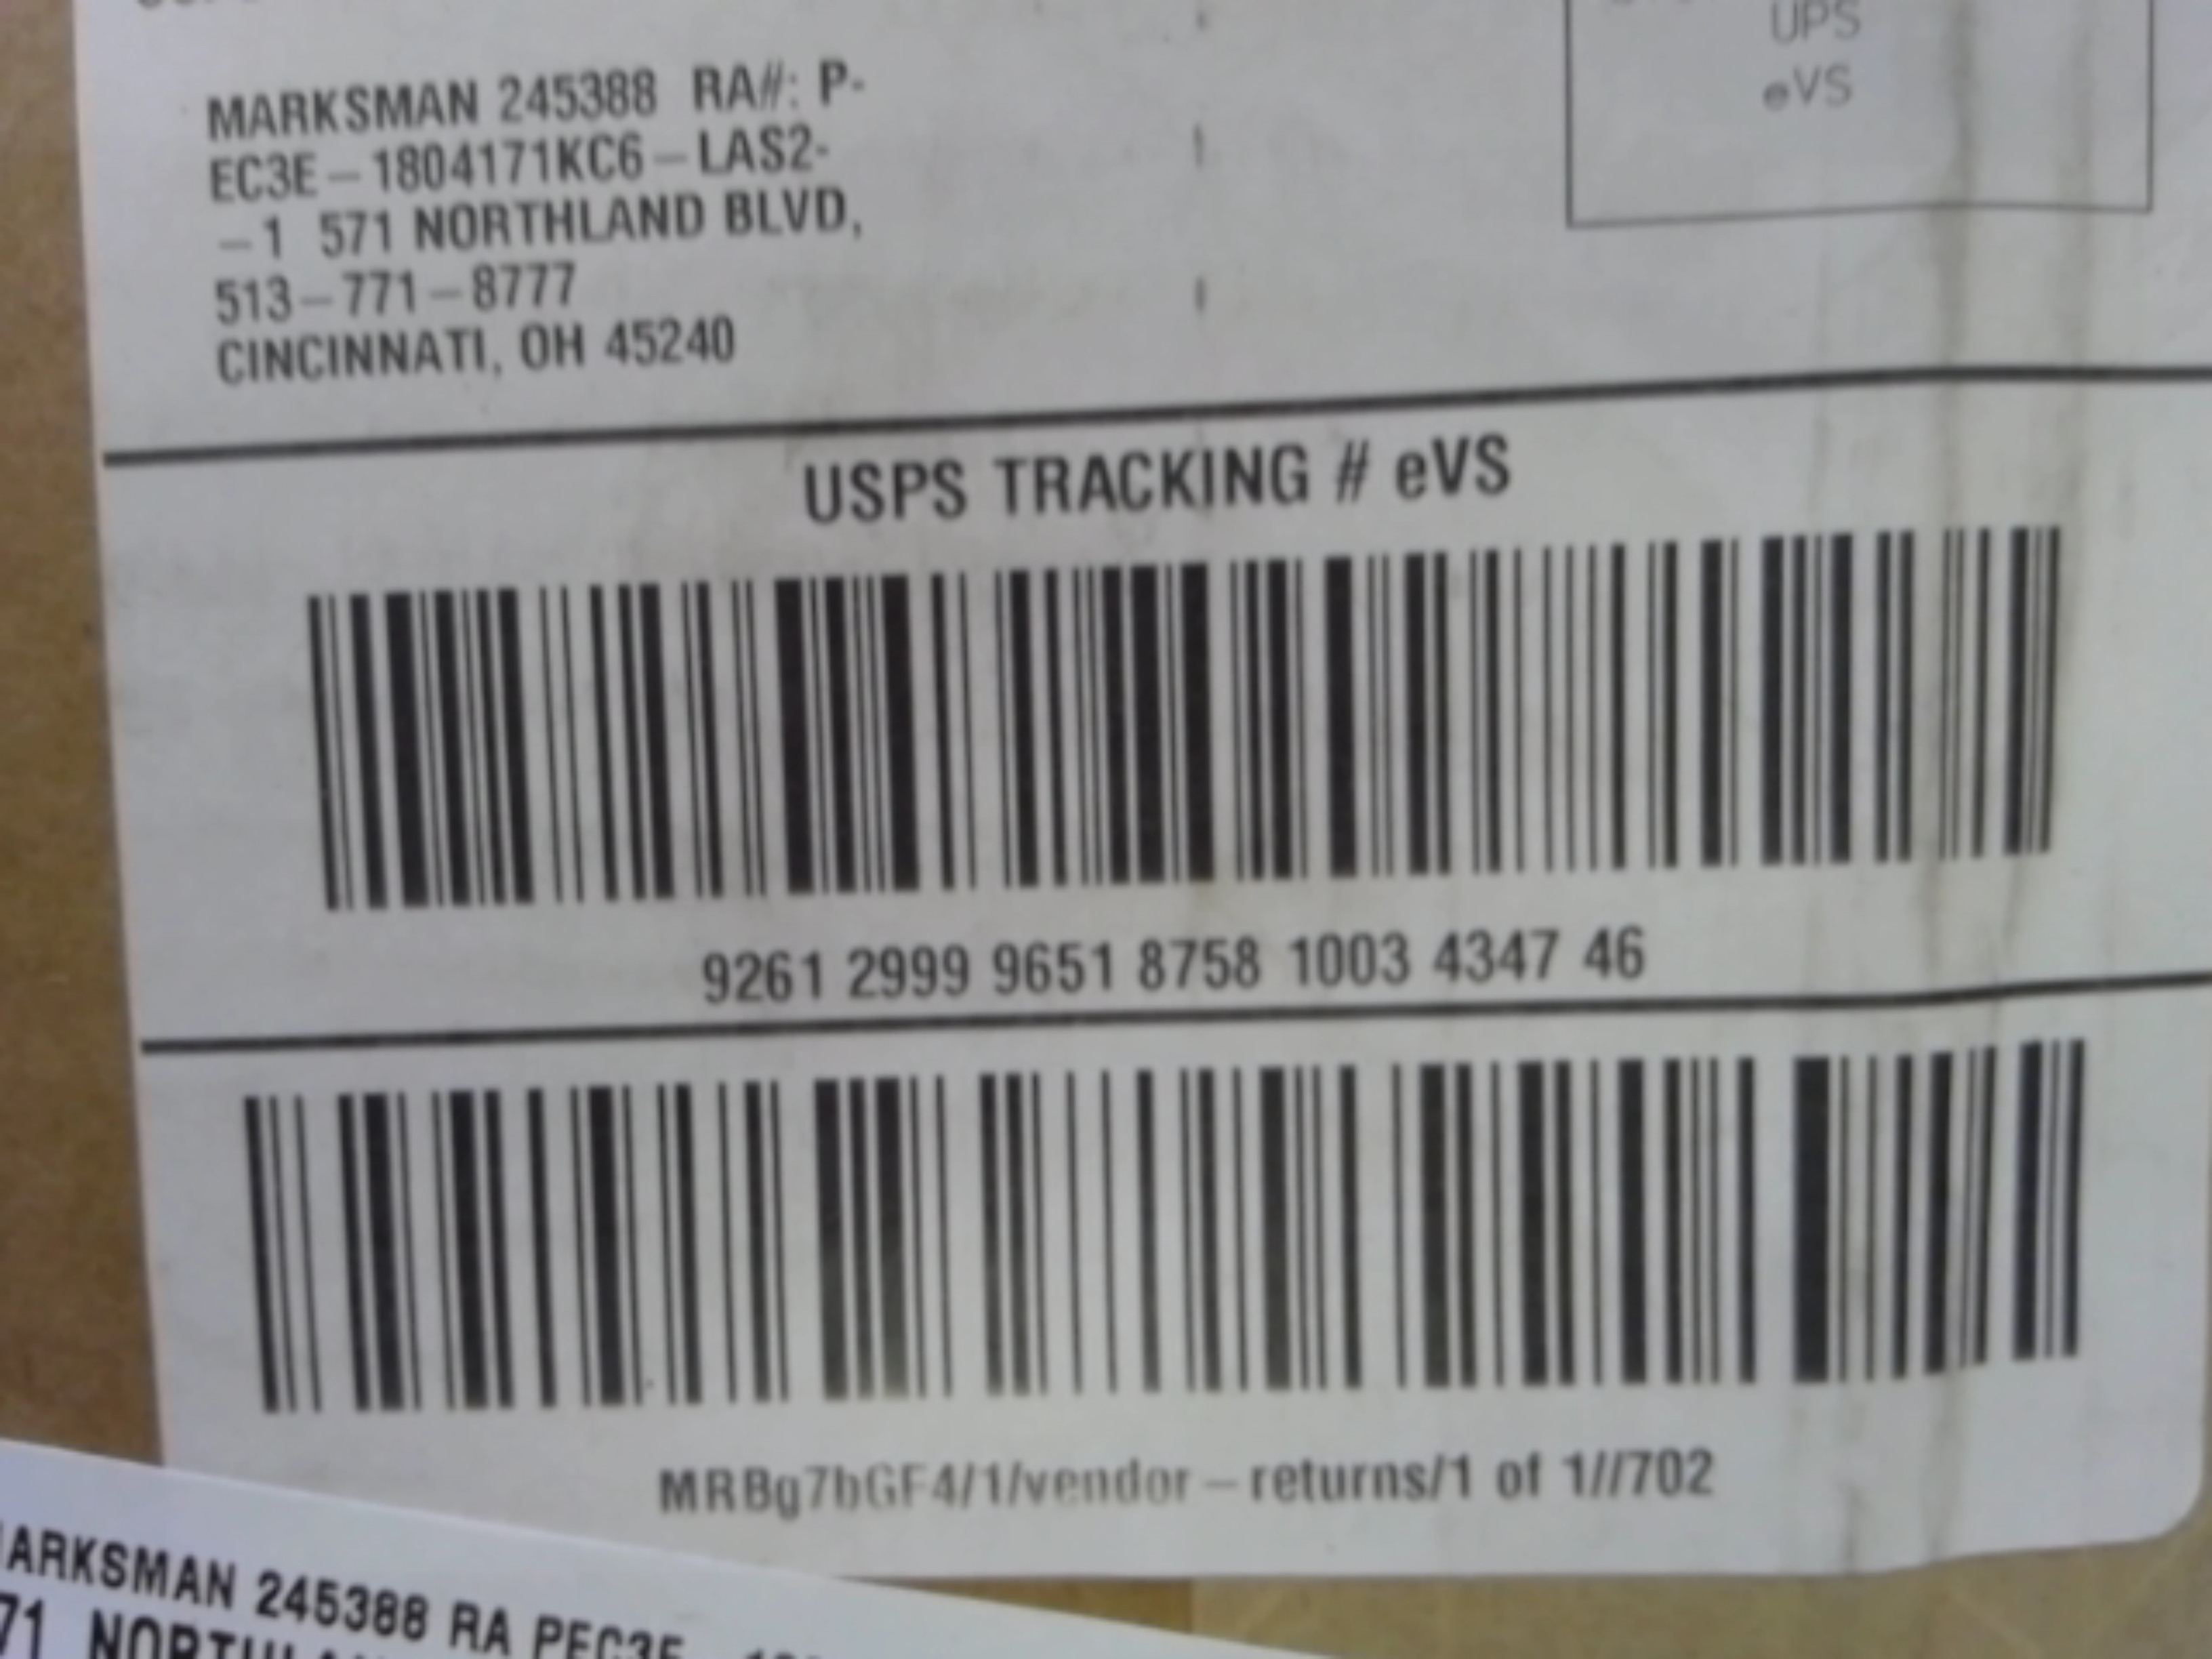 UPS
eVS
MARKSMAN 245388 RA#: P-
EC3E-1804171KC6-LAS2-
-1 571 NORTHLAND BLVD,
513-771-8777
CINCINNATI, OH 45240
USPS TRACKING # eVS
9261 2999 9651 8758 1003 4347 46
MRBg7bGF4/1/vendor-returns/1 of 1//702
ARKSMAN 245388 RA PEC3E
71 NORTHLAN